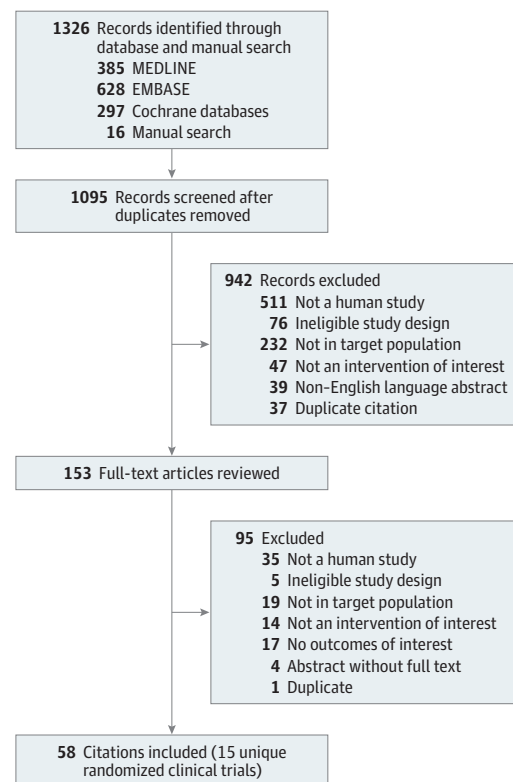 1326 Records identified through
database and manual search
385 MEDLINE
628 EMBASE
297 Cochrane databases
16 Manual search
1095 Records screened after
duplicates removed
942 Records excluded
511 Not a human study
76 Ineligible study design
232 Not in target population
47 Not an intervention of interest
39 Non-English language abstract
37 Duplicate citation
153 Full-text articles reviewed
95 Excluded
35 Not a human study
5 Ineligible study design
19 Not in target population
14 Not an intervention of interest
17 No outcomes of interest
4 Abstract without full text
1 Duplicate
58 Citations included (15 unique
randomized clinical trials)